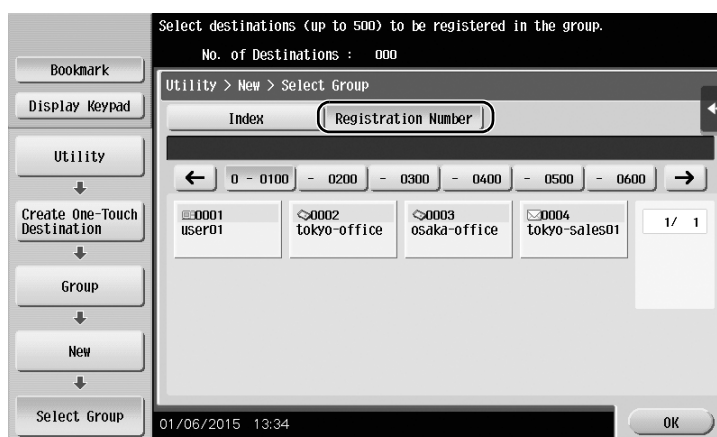 Select destinations (up to 500) to be registered in the group.
No. of Destinations : 000
Bookmark
Display Keypad
Utility
Create One-Touch
Destination
Group
New
Select Group
Utility > New > Select Group
Index
Registration Number
← 0 - 0100 - 0200 - 0300 - 0400 - 0500 - 0600 →
0001
user01
0002
tokyo-office
0003
osaka-office
0004
tokyo-sales01
1/ 1
01/06/2015 13:34
OK